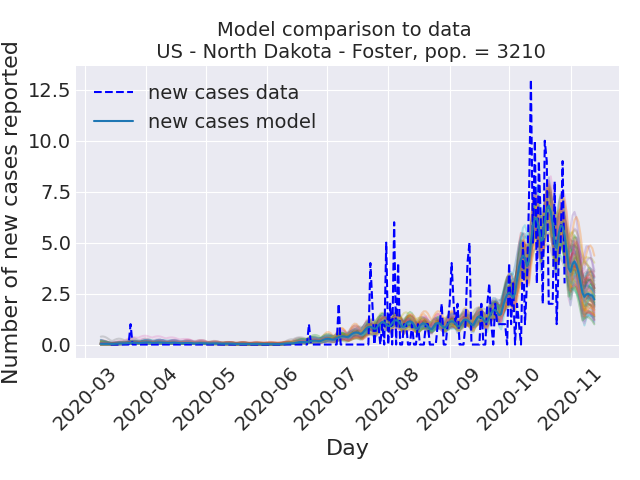 Model comparison to data
US - North Dakota - Foster, pop. = 3210
Number of new cases reported
12.5
10.0
7.5
5.0
2.5
0.0
new cases data
new cases model
2020-03
2020-04
2020-05
2020-06
2020-07
2020-08
2020-09
2020-10
2020-11
Day